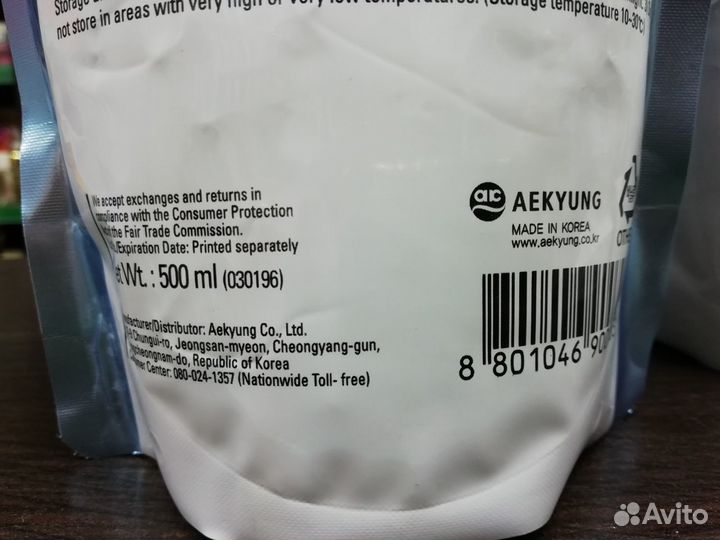 not store in areas with very high or very low temperatures. (Storage temperature 10-30℃)
We accept exchanges and returns in
compliance with the Consumer Protection
the Fair Trade Commission.
/Expiration Date: Printed separately
Wt. : 500 ml (030196)
/Distributor: Aekyung Co., Ltd.
Chungui-ro, Jeongsan-myeon, Cheongyang-gun,
Republic of Korea
Center: 080-024-1357 (Nationwide Toll- free)
AEKYUNG
MADE IN KOREA
www.aekyung.co.kr
8 801046 90
Avito